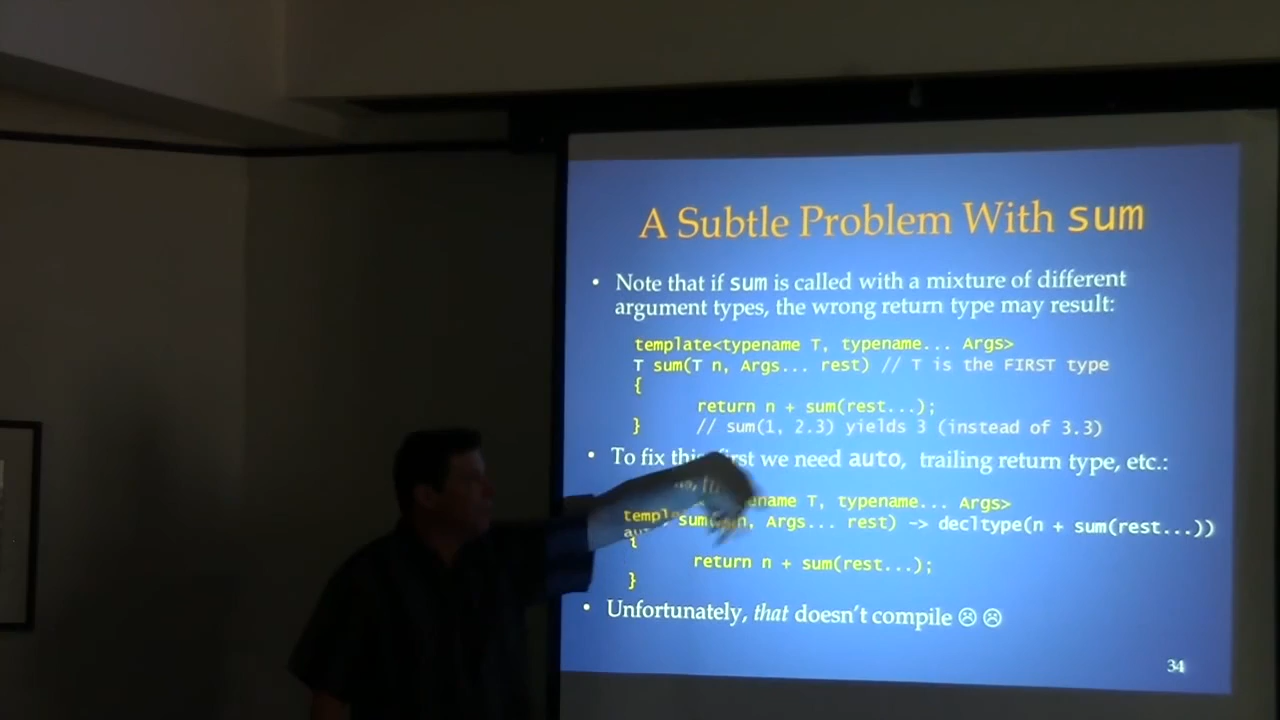 A Subtle Problem With sum
• Note that if sum is called with a mixture of different
argument types, the wrong return type may result:
template<typename T, typename... Args>
T sum(T n, Args... rest) // T is the FIRST type
{
return n + sum(rest...);
} // sum(1, 2.3) yields 3 (instead of 3.3)
• To fix this, first we need auto, trailing return type, etc.:
typename T, typename... Args>
sum(T n, Args... rest) -> decltype(n + sum(rest...))
{
return n + sum(rest...);
}
• Unfortunately, that doesn't compile ☹ ☹
34